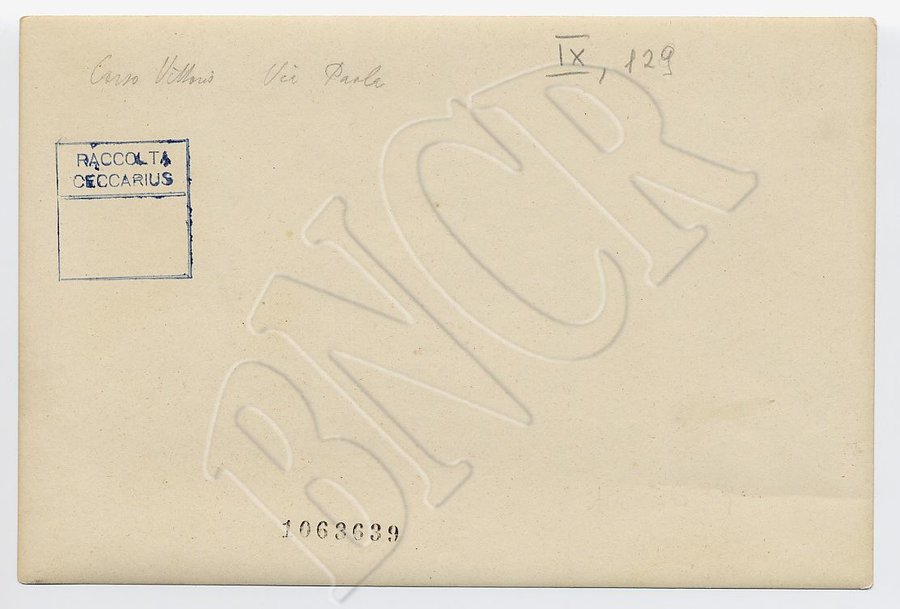 Corso Vittorio Via Paola
IX, 129
RACCOLTA
CECCARIUS
BNCR
1063639